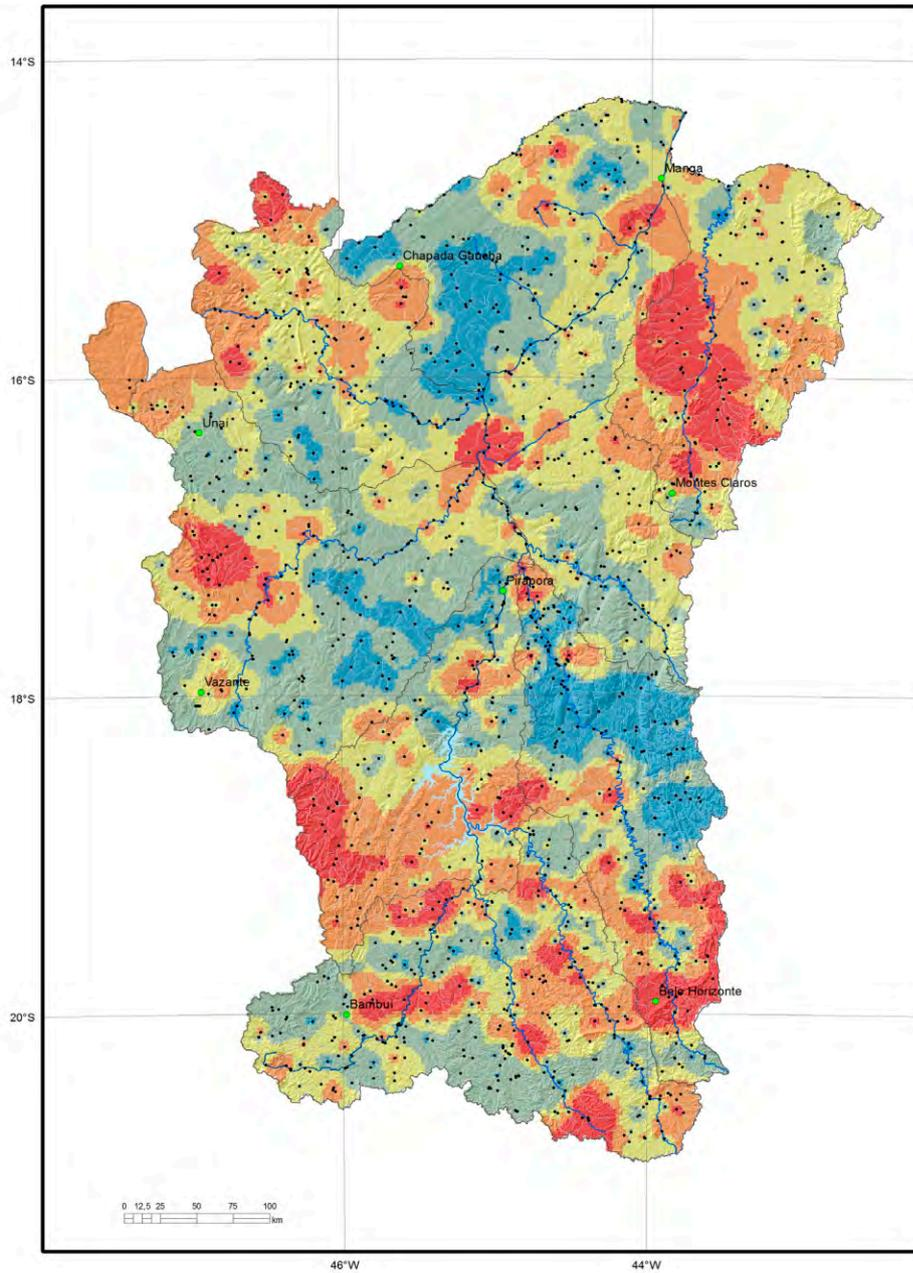 14°S
Manga
Chapada Gaúcha
16°S
Unaí
Montes Claros
Pirapora
Vazante
18°S
Belo Horizonte
Bambuí
20°S
0 12,5 25 50 75 100
km
46°W 44°W